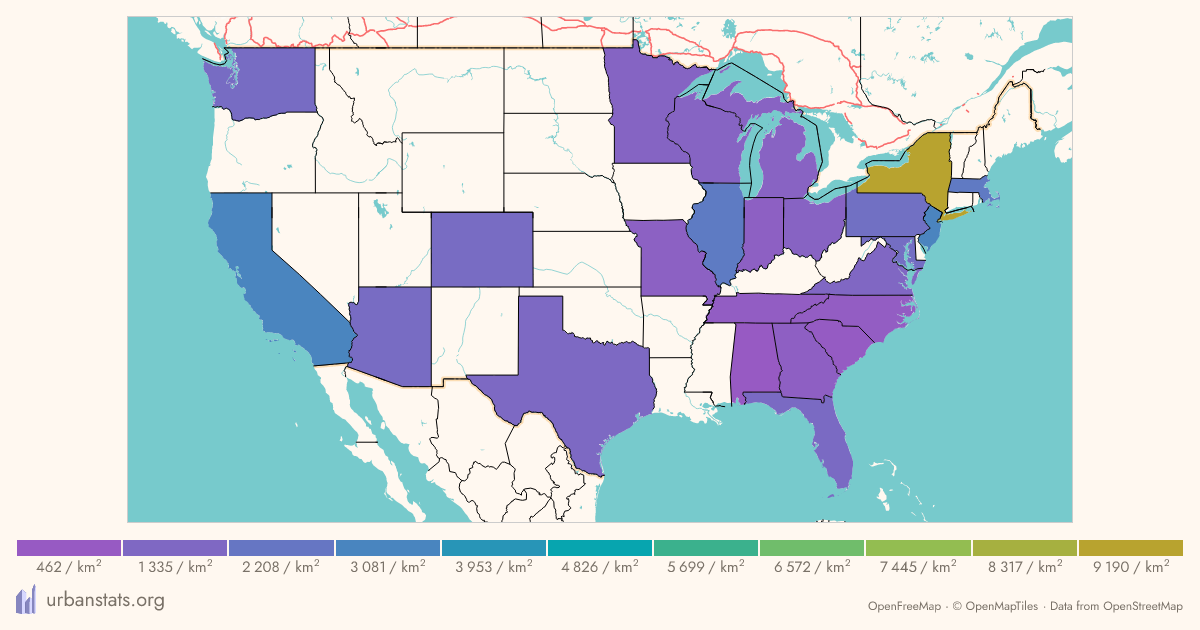 462 / km² 1 335 / km² 2 208 / km² 3 081 / km² 3 953 / km² 4 826 / km² 5 699 / km² 6 572 / km² 7 445 / km² 8 317 / km² 9 190 / km²
urbanstats.org
OpenFreeMap · © OpenMapTiles · Data from OpenStreetMap